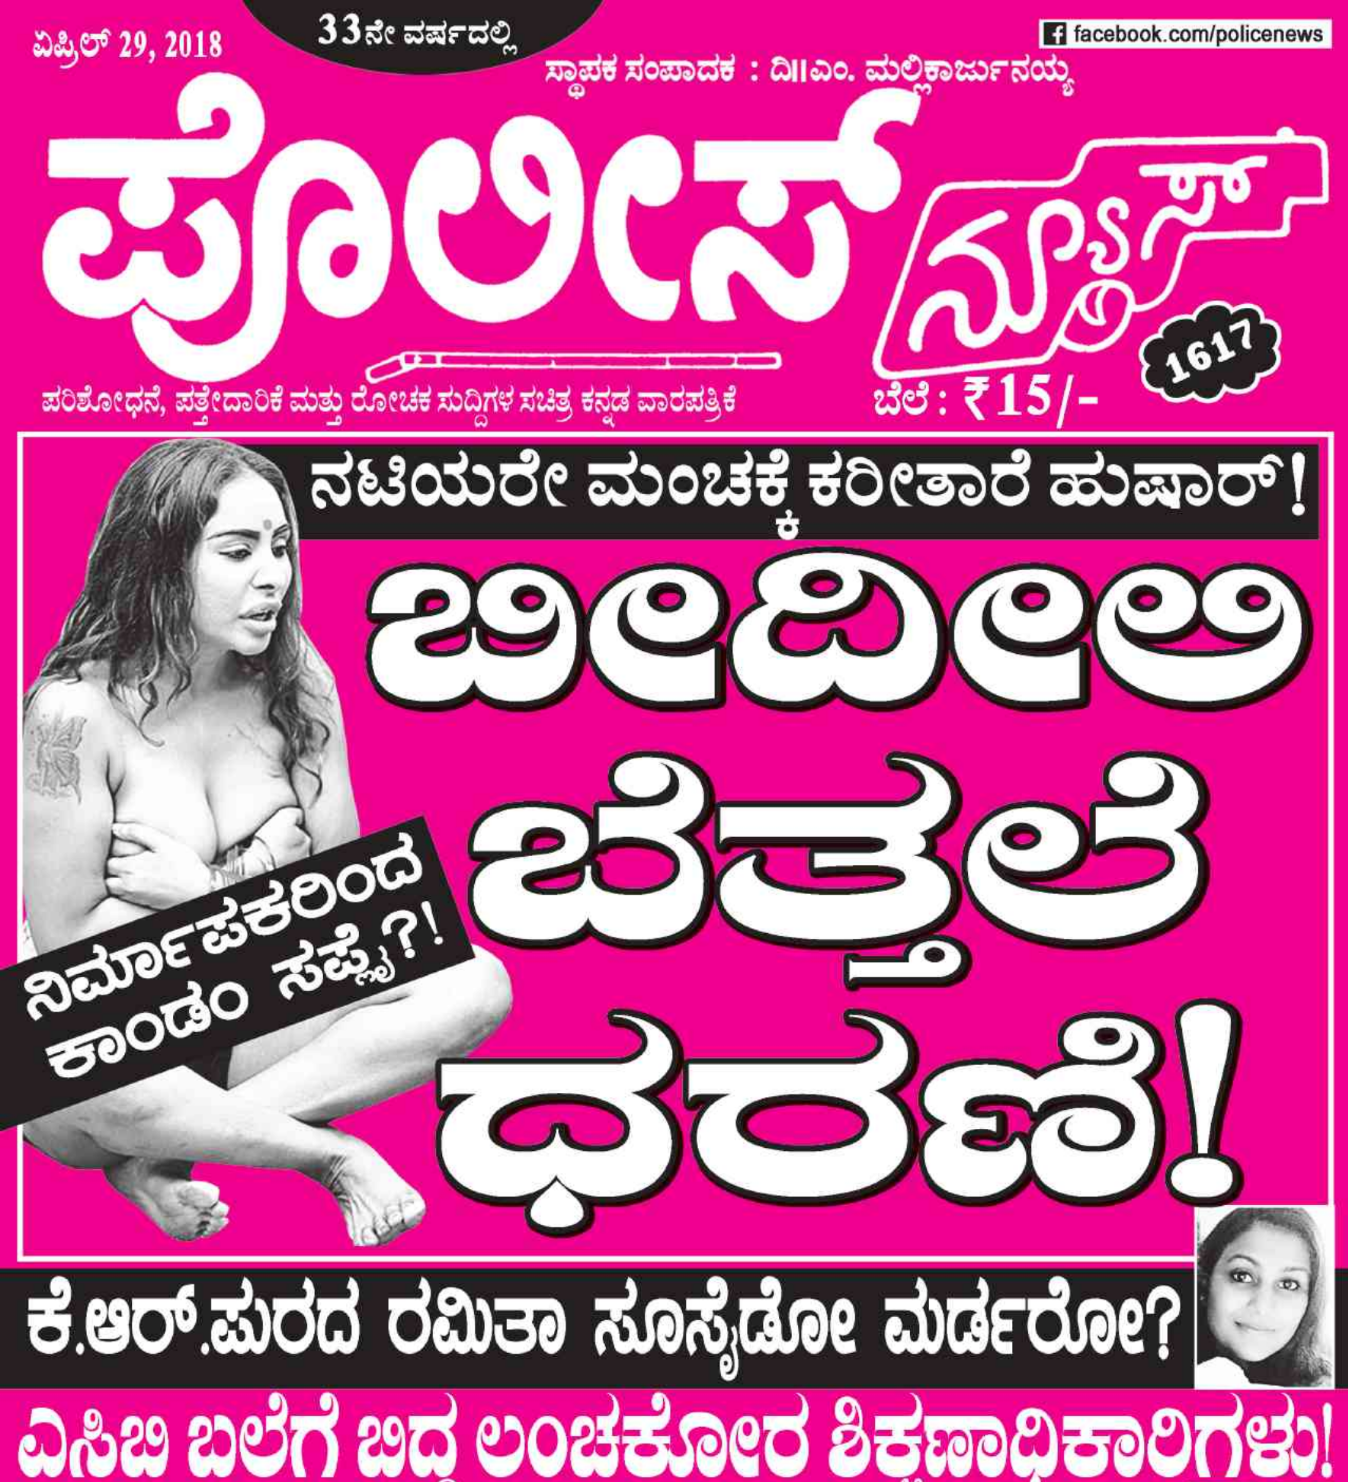 ಏಪ್ರಿಲ್ 29, 2018
33ನೇ ವರ್ಷದಲ್ಲಿ
facebook.com/policenews
ಸ್ಥಾಪಕ ಸಂಪಾದಕ : ದಿ॥ಎಂ. ಮಲ್ಲಿಕಾರ್ಜುನಯ್ಯ
ಪೊಲೀಸ್ ನ್ಯೂಸ್
1617
ಪರಿಶೋಧನೆ, ಪತ್ತೇದಾರಿಕೆ ಮತ್ತು ರೋಚಕ ಸುದ್ದಿಗಳ ಸಚಿತ್ರ ಕನ್ನಡ ವಾರಪತ್ರಿಕೆ
ಬೆಲೆ : ₹15/-
ನಟಿಯರೇ ಮಂಚಕ್ಕೆ ಕರೀತಾರೆ ಹುಷಾರ್!
ಬೀದೀಲಿ
ಬೆತ್ತಲೆ
ಧರಣಿ!
ನಿರ್ಮಾಪಕರಿಂದ
ಕಾಂಡಂ ಸಪ್ಲೈ?!
ಕೆ.ಆರ್.ಪುರದ ರಮಿತಾ ಸೂಸೈಡೋ ಮರ್ಡರೋ?
ಎಸಿಬಿ ಬಲೆಗೆ ಬಿದ್ದ ಲಂಚಕೋರ ಶಿಕ್ಷಣಾಧಿಕಾರಿಗಳು!